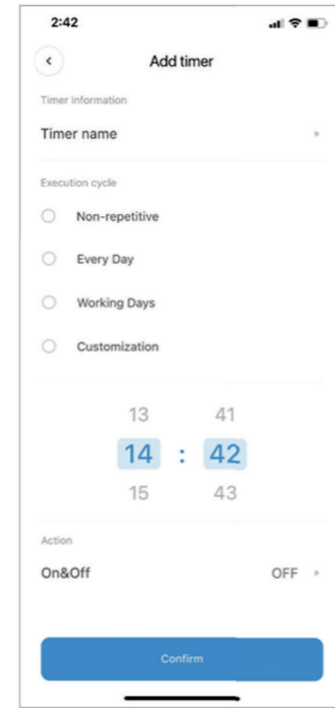 2:42
Add timer
Timer information
Timer name
Execution cycle
Non-repetitive
Every Day
Working Days
Customization
13 41
14 : 42
15 43
Action
On&Off OFF
Confirm